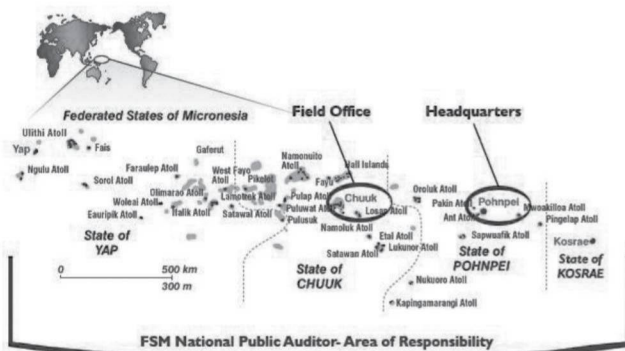 Federated States of Micronesia
Field Office
Headquarters
Ulithi Atoll
Yap
Fais
Ngulu Atoll
Sorol Atoll
Gaferut
Faraulep Atoll
West Fayo
Atoll
Pikelot
Namonuito
Atoll
Hall Islands
Fayu
Olimarao Atoll
Lamotrek Atoll
Woleai Atoll
Eauripik Atoll
Ifalik Atoll
Satawal Atoll
Pulap Atoll
Puluwat Atoll
Pulusuk
Chuuk
Losap Atoll
Namoluk Atoll
Etal Atoll
Lukunor Atoll
Satawan Atoll
Oroluk Atoll
Pakin Atoll
Pohnpei
Ant Atoll
Mwoakilloa Atoll
Pingelap Atoll
Sapwuafik Atoll
Kosrae
Nukuoro Atoll
Kapingamarangi Atoll
State of
YAP
State of
CHUUK
State of
POHNPEI
State of
KOSRAE
0 500 km
300 m
FSM National Public Auditor- Area of Responsibility